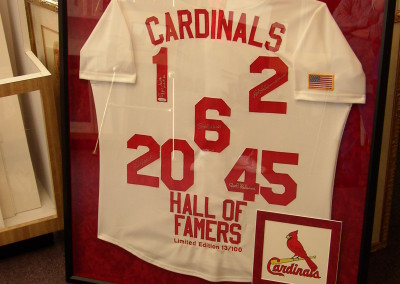 CARDINALS
1 2
6
20 45
HALL OF
FAMERS
Limited Edition 13/100
Cardinals